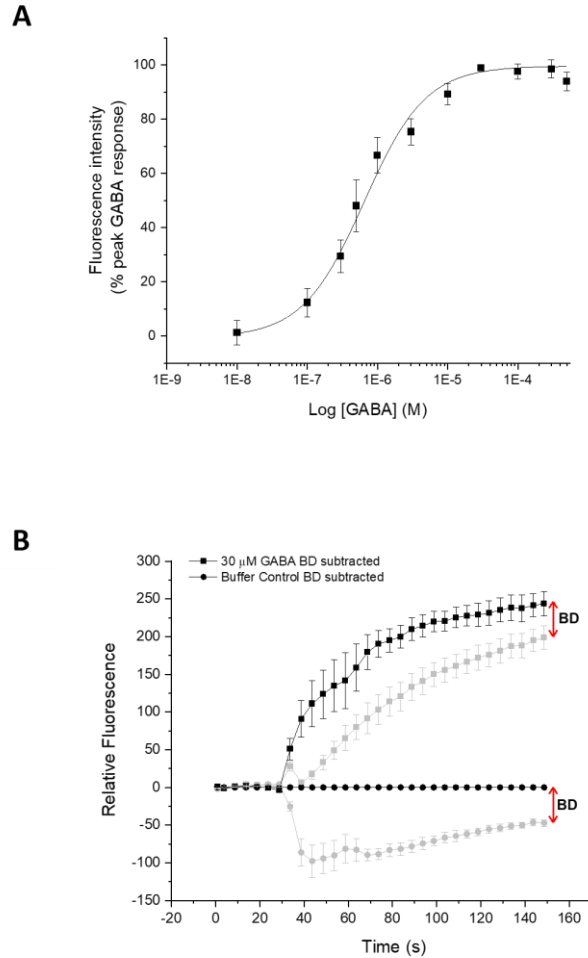 A
Fluorescence intensity
(% peak GABA response)
100
80
60
40
20
0
1E-9 1E-8 1E-7 1E-6 1E-5 1E-4
Log [GABA] (M)
B
30 μM GABA BD subtracted
Buffer Control BD subtracted
Relative Fluorescence
300
250
200
150
100
50
0
-50
-100
-150
BD
BD
-20 0 20 40 60 80 100 120 140 160
Time (s)